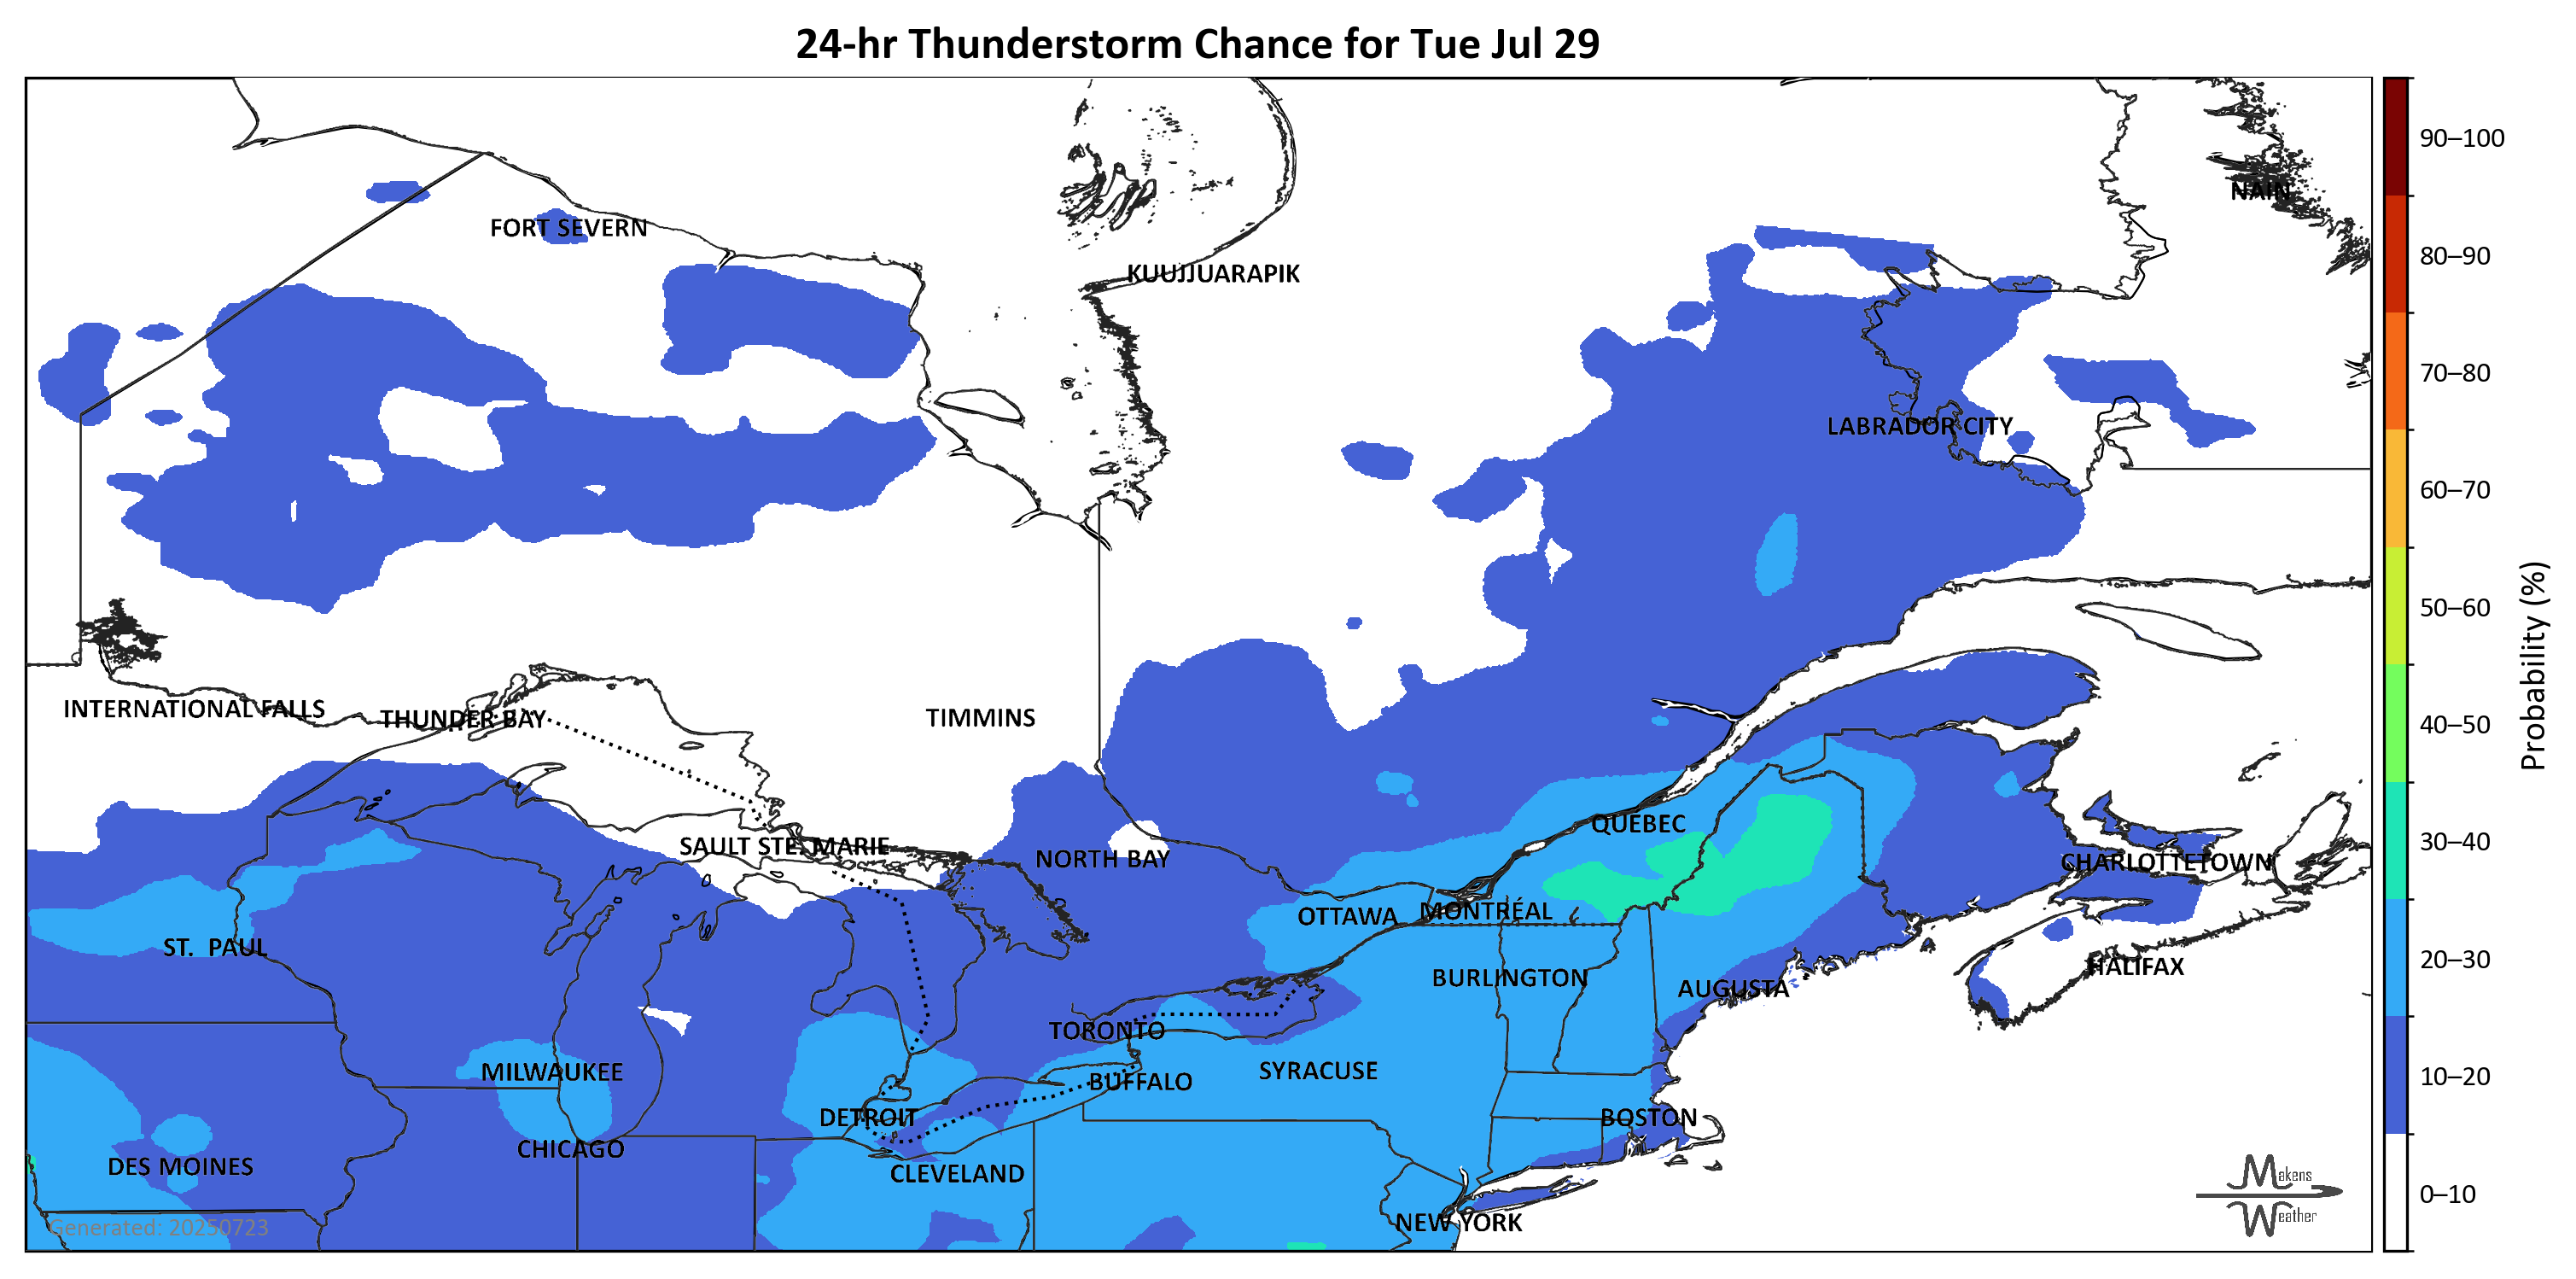 24-hr Thunderstorm Chance for Tue Jul 29
90–100
NAIN
FORT SEVERN
80–90
KUUJJUARAPIK
70–80
LABRADOR CITY
60–70
50–60
Probability (%)
INTERNATIONAL FALLS
THUNDER BAY
TIMMINS
40–50
QUEBEC
30–40
SAULT STE. MARIE
NORTH BAY
CHARLOTTETOWN
OTTAWA
MONTRÉAL
ST. PAUL
20–30
HALIFAX
BURLINGTON
AUGUSTA
TORONTO
MILWAUKEE
SYRACUSE
BUFFALO
10–20
DETROIT
BOSTON
CHICAGO
DES MOINES
CLEVELAND
Makens
Weather
0–10
NEW YORK
Generated: 20250723